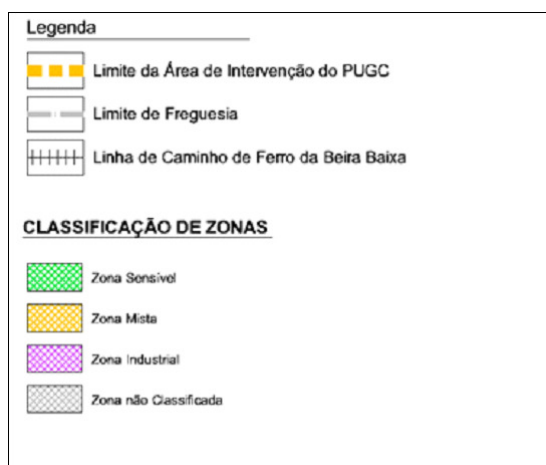 Legenda
Limite da Área de Intervenção do PUGC
Limite de Freguesia
Linha de Caminho de Ferro da Beira Baixa
CLASSIFICAÇÃO DE ZONAS
Zona Sensível
Zona Mista
Zona Industrial
Zona não Classificada